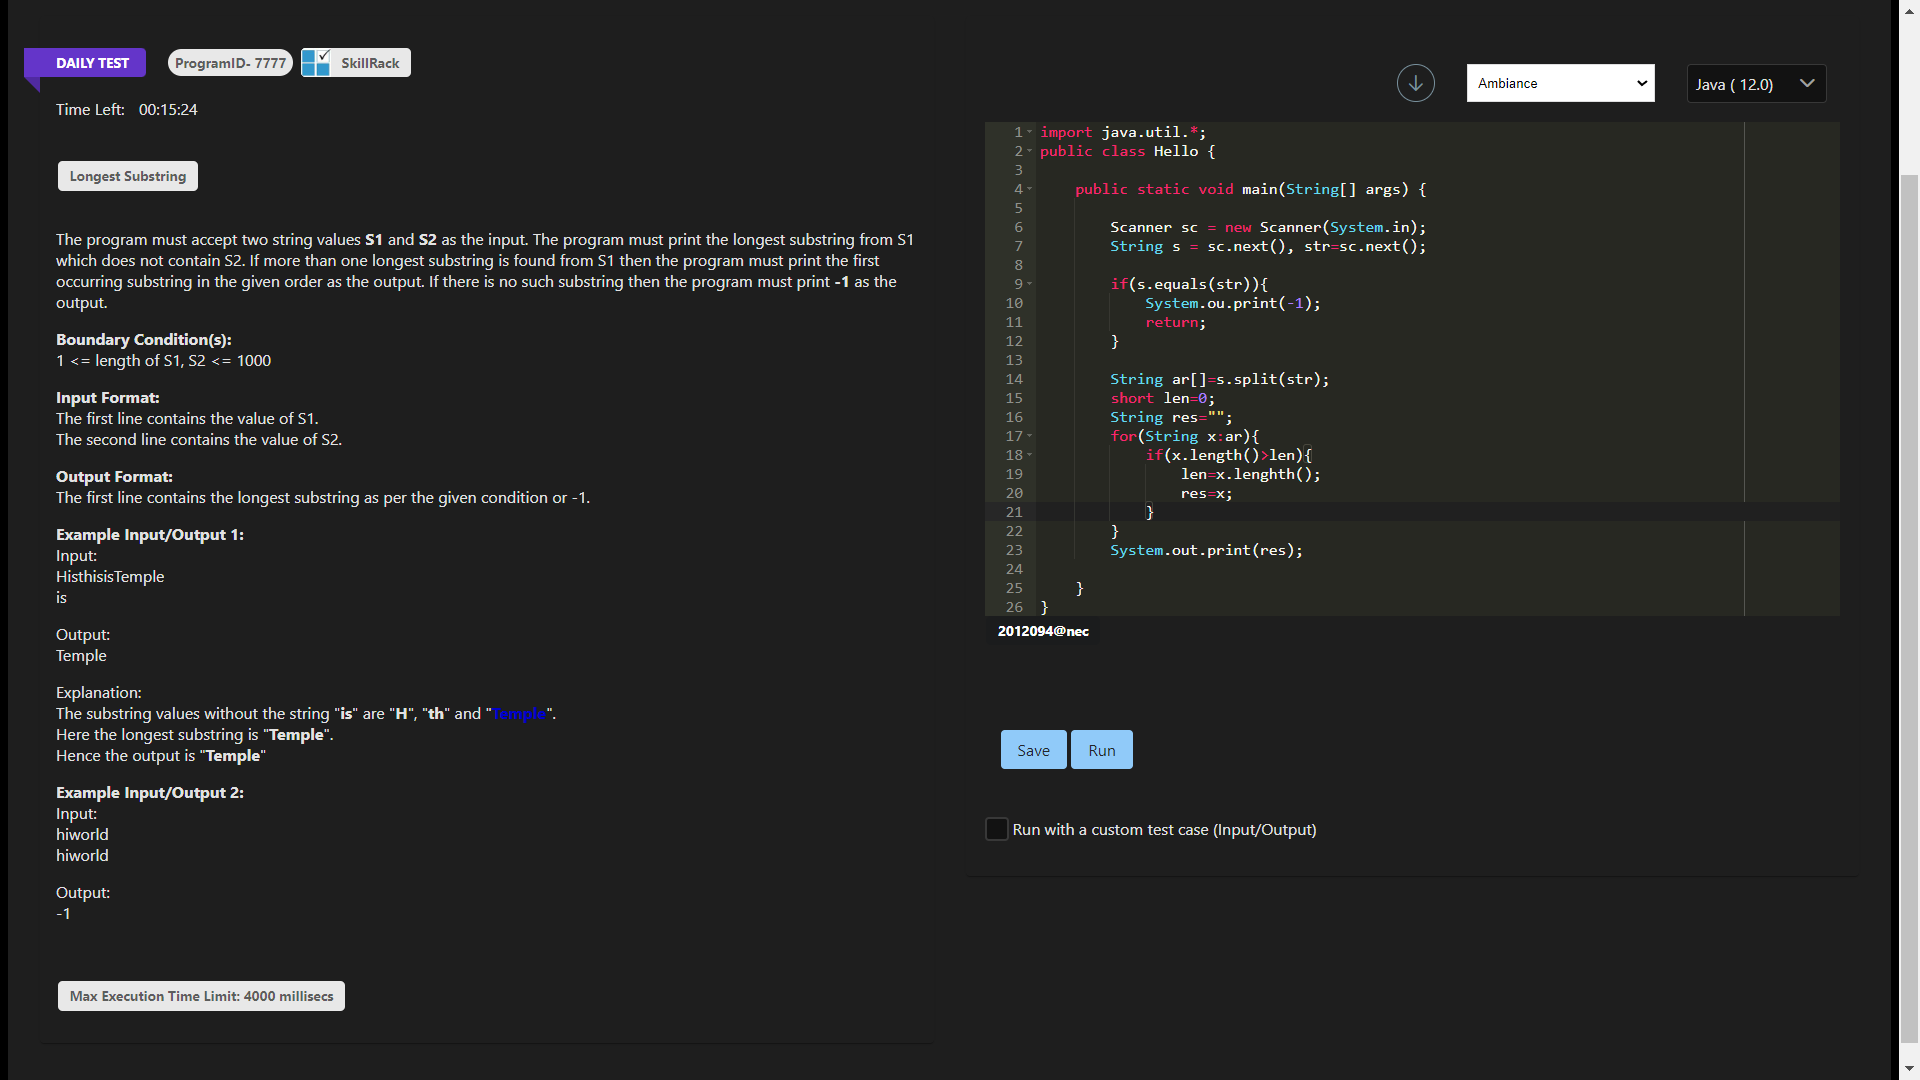 DAILY TEST
ProgramID- 7777
SkillRack
Time Left: 00:15:24
Longest Substring
The program must accept two string values S1 and S2 as the input. The program must print the longest substring from S1
which does not contain S2. If more than one longest substring is found from S1 then the program must print the first
occurring substring in the given order as the output. If there is no such substring then the program must print -1 as the
output.
Boundary Condition(s):
1 <= length of S1, S2 <= 1000
Input Format:
The first line contains the value of S1.
The second line contains the value of S2.
Output Format:
The first line contains the longest substring as per the given condition or -1.
Example Input/Output 1:
Input:
HisthisisTemple
is
Output:
Temple
Explanation:
The substring values without the string "is" are "H", "th" and "Temple".
Here the longest substring is "Temple".
Hence the output is "Temple"
Example Input/Output 2:
Input:
hiworld
hiworld
Output:
-1
Max Execution Time Limit: 4000 millisecs
Ambiance
Java ( 12.0)
1 import java.util.*;
2 public class Hello {
3
4 public static void main(String[] args) {
5
6 Scanner sc = new Scanner(System.in);
7 String s = sc.next(), str=sc.next();
8
9 if(s.equals(str)){
10 System.ou.print(-1);
11 return;
12 }
13
14 String ar[]=s.split(str);
15 short len=0;
16 String res="";
17 for(String x:ar){
18 if(x.length()>len){
19 len=x.lenghth();
20 res=x;
21 }
22 }
23 System.out.print(res);
24
25 }
26 }
2012094@nec
Save
Run
Run with a custom test case (Input/Output)